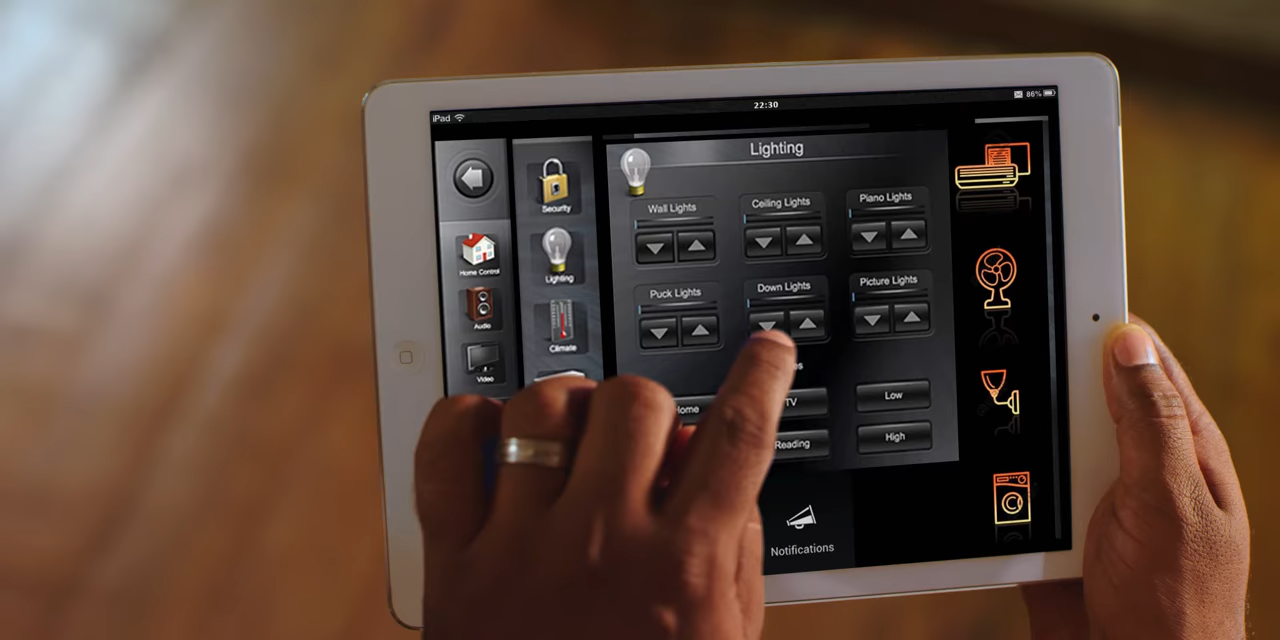 iPad
22:30
86%
Lighting
Security
Wall Lights
Ceiling Lights
Piano Lights
Home Control
Lighting
Puck Lights
Down Lights
Picture Lights
Audio
Climate
Video
Home
TV
Low
Reading
High
Notifications